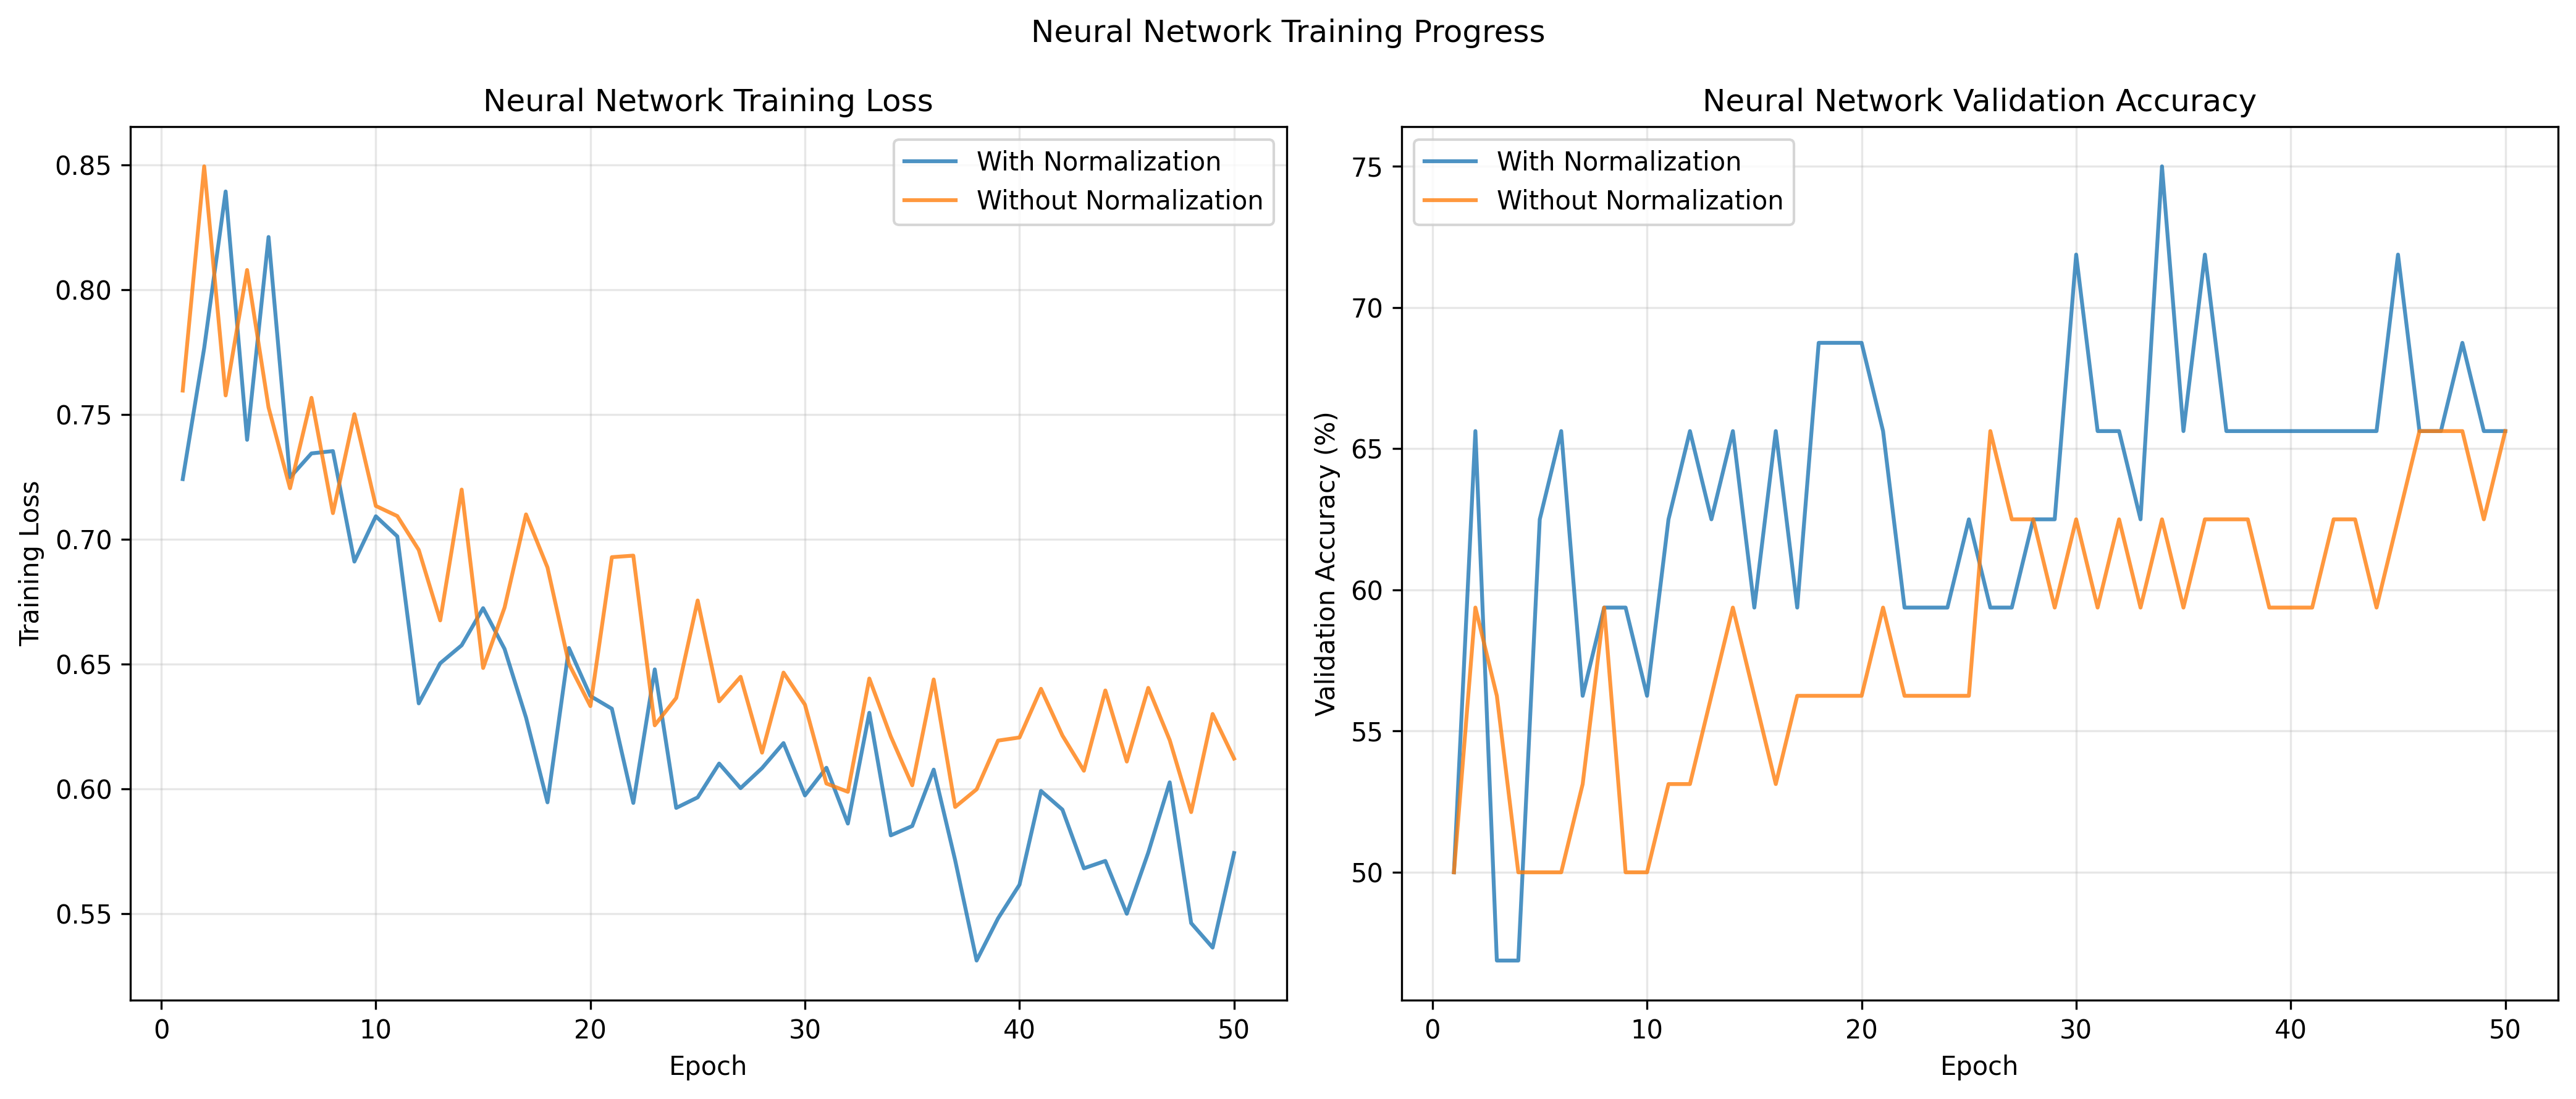 Neural Network Training Progress
Neural Network Training Loss
With Normalization
Without Normalization
Training Loss
0.85
0.80
0.75
0.70
0.65
0.60
0.55
0 10 20 30 40 50
Epoch
Neural Network Validation Accuracy
With Normalization
Without Normalization
Validation Accuracy (%)
75
70
65
60
55
50
0 10 20 30 40 50
Epoch